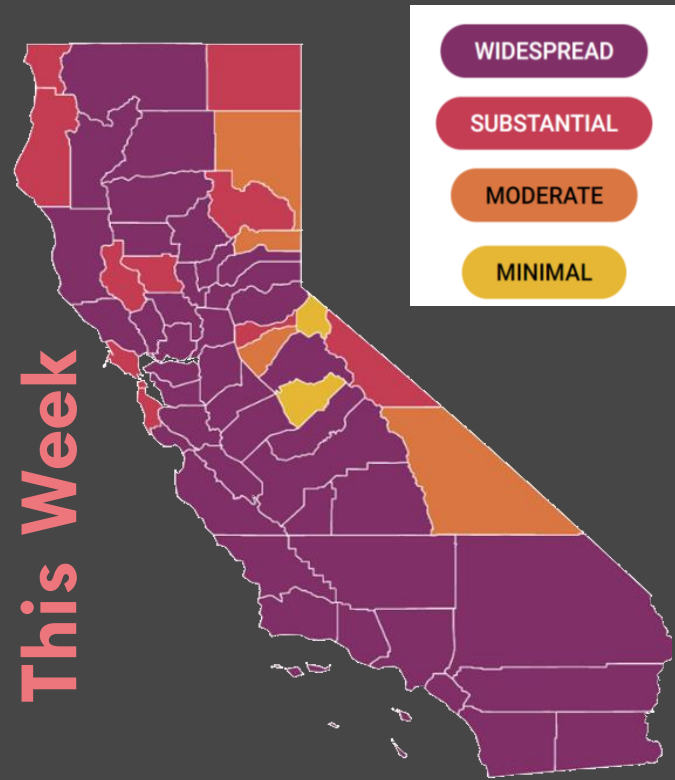 WIDESPREAD
SUBSTANTIAL
MODERATE
MINIMAL
This Week